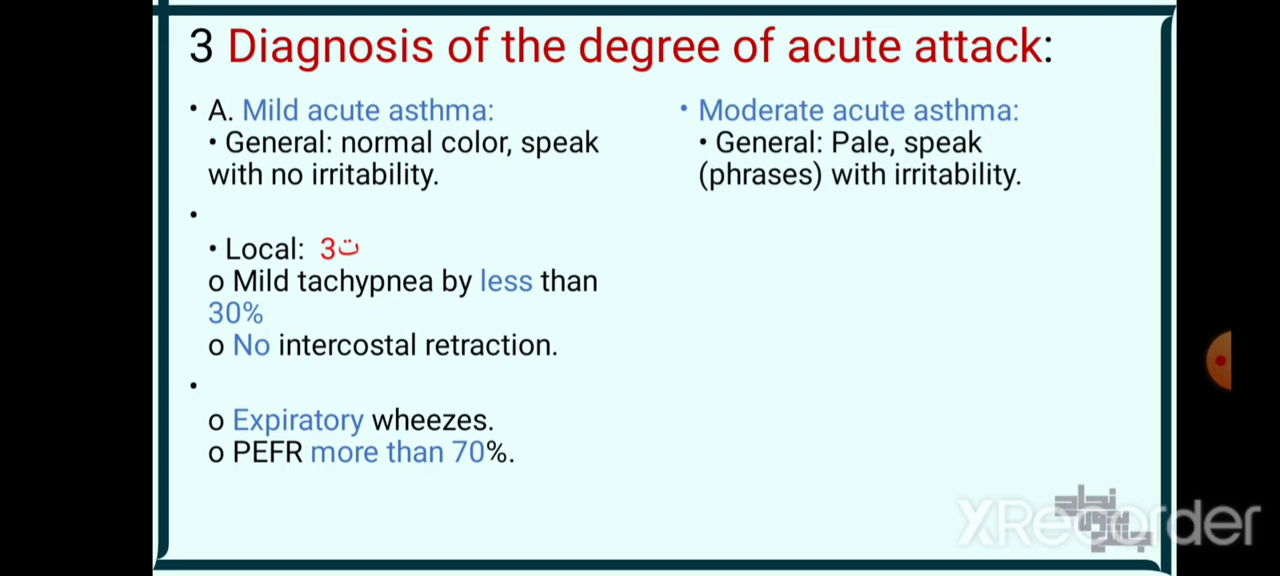 3 Diagnosis of the degree of acute attack:
• A. Mild acute asthma:
• General: normal color, speak
with no irritability.
•
• Local: 3ت
o Mild tachypnea by less than
30%
o No intercostal retraction.
•
o Expiratory wheezes.
o PEFR more than 70%.
• Moderate acute asthma:
• General: Pale, speak
(phrases) with irritability.
XRecorder